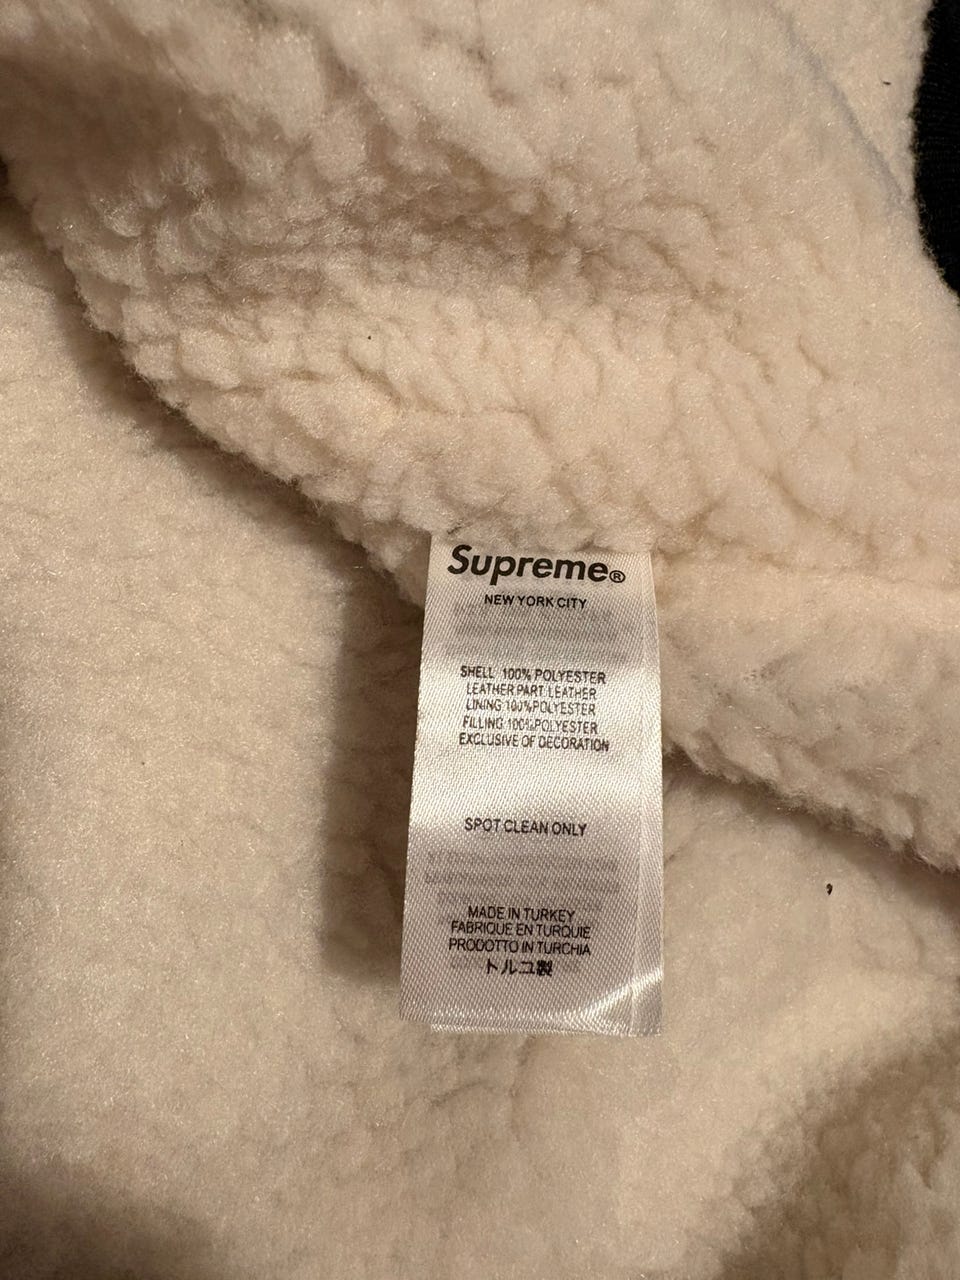 Supreme®
NEW YORK CITY
SHELL 100% POLYESTER
LEATHER PART LEATHER
LINING 100% POLYESTER
FILLING 100% POLYESTER
EXCLUSIVE OF DECORATION
SPOT CLEAN ONLY
MADE IN TURKEY
FABRIQUE EN TURQUIE
PRODOTTO IN TURCHIA
トルコ製